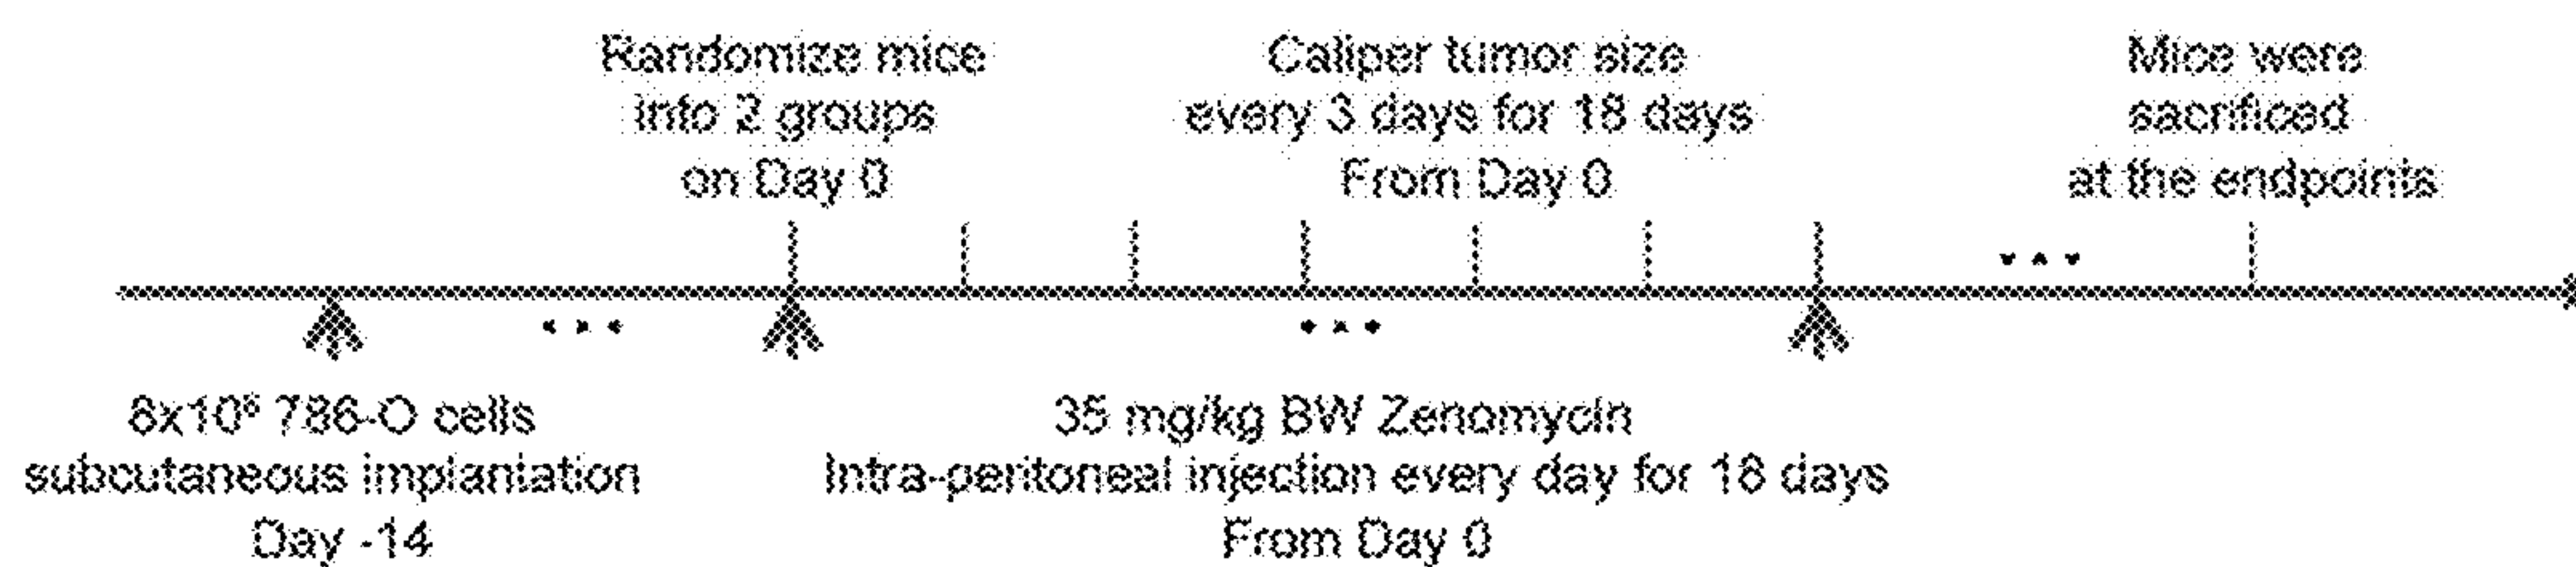 Randomize mice
into 2 groups
on Day 0
Caliper tumor size
every 3 days for 18 days
From Day 0
Mice were
sacrificed
at the endpoints
786-O cells
subcutaneous implantation
Day -14
35 mg/kg BW Zenomycin
Intra-peritoneal injection every day for 18 days
From Day 0